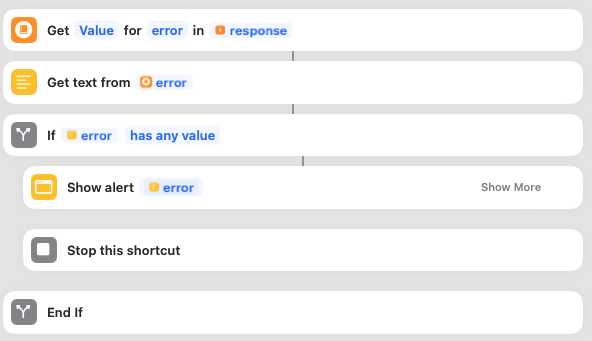 Get Value for error in response
Get text from error
If error has any value
Show alert error Show More
Stop this shortcut
End If